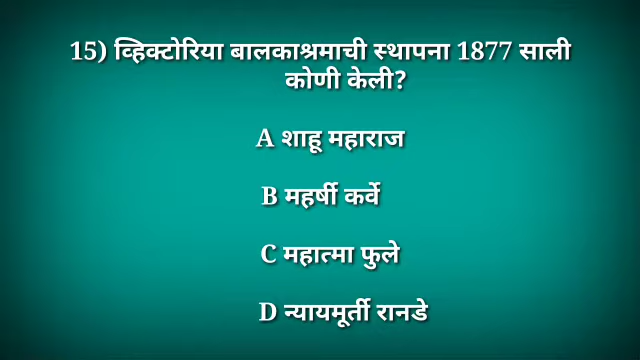 15) व्हिक्टोरिया बालकाश्रमाची स्थापना 1877 साली
कोणी केली?
A शाहू महाराज
B महर्षी कर्वे
C महात्मा फुले
D न्यायमूर्ती रानडे